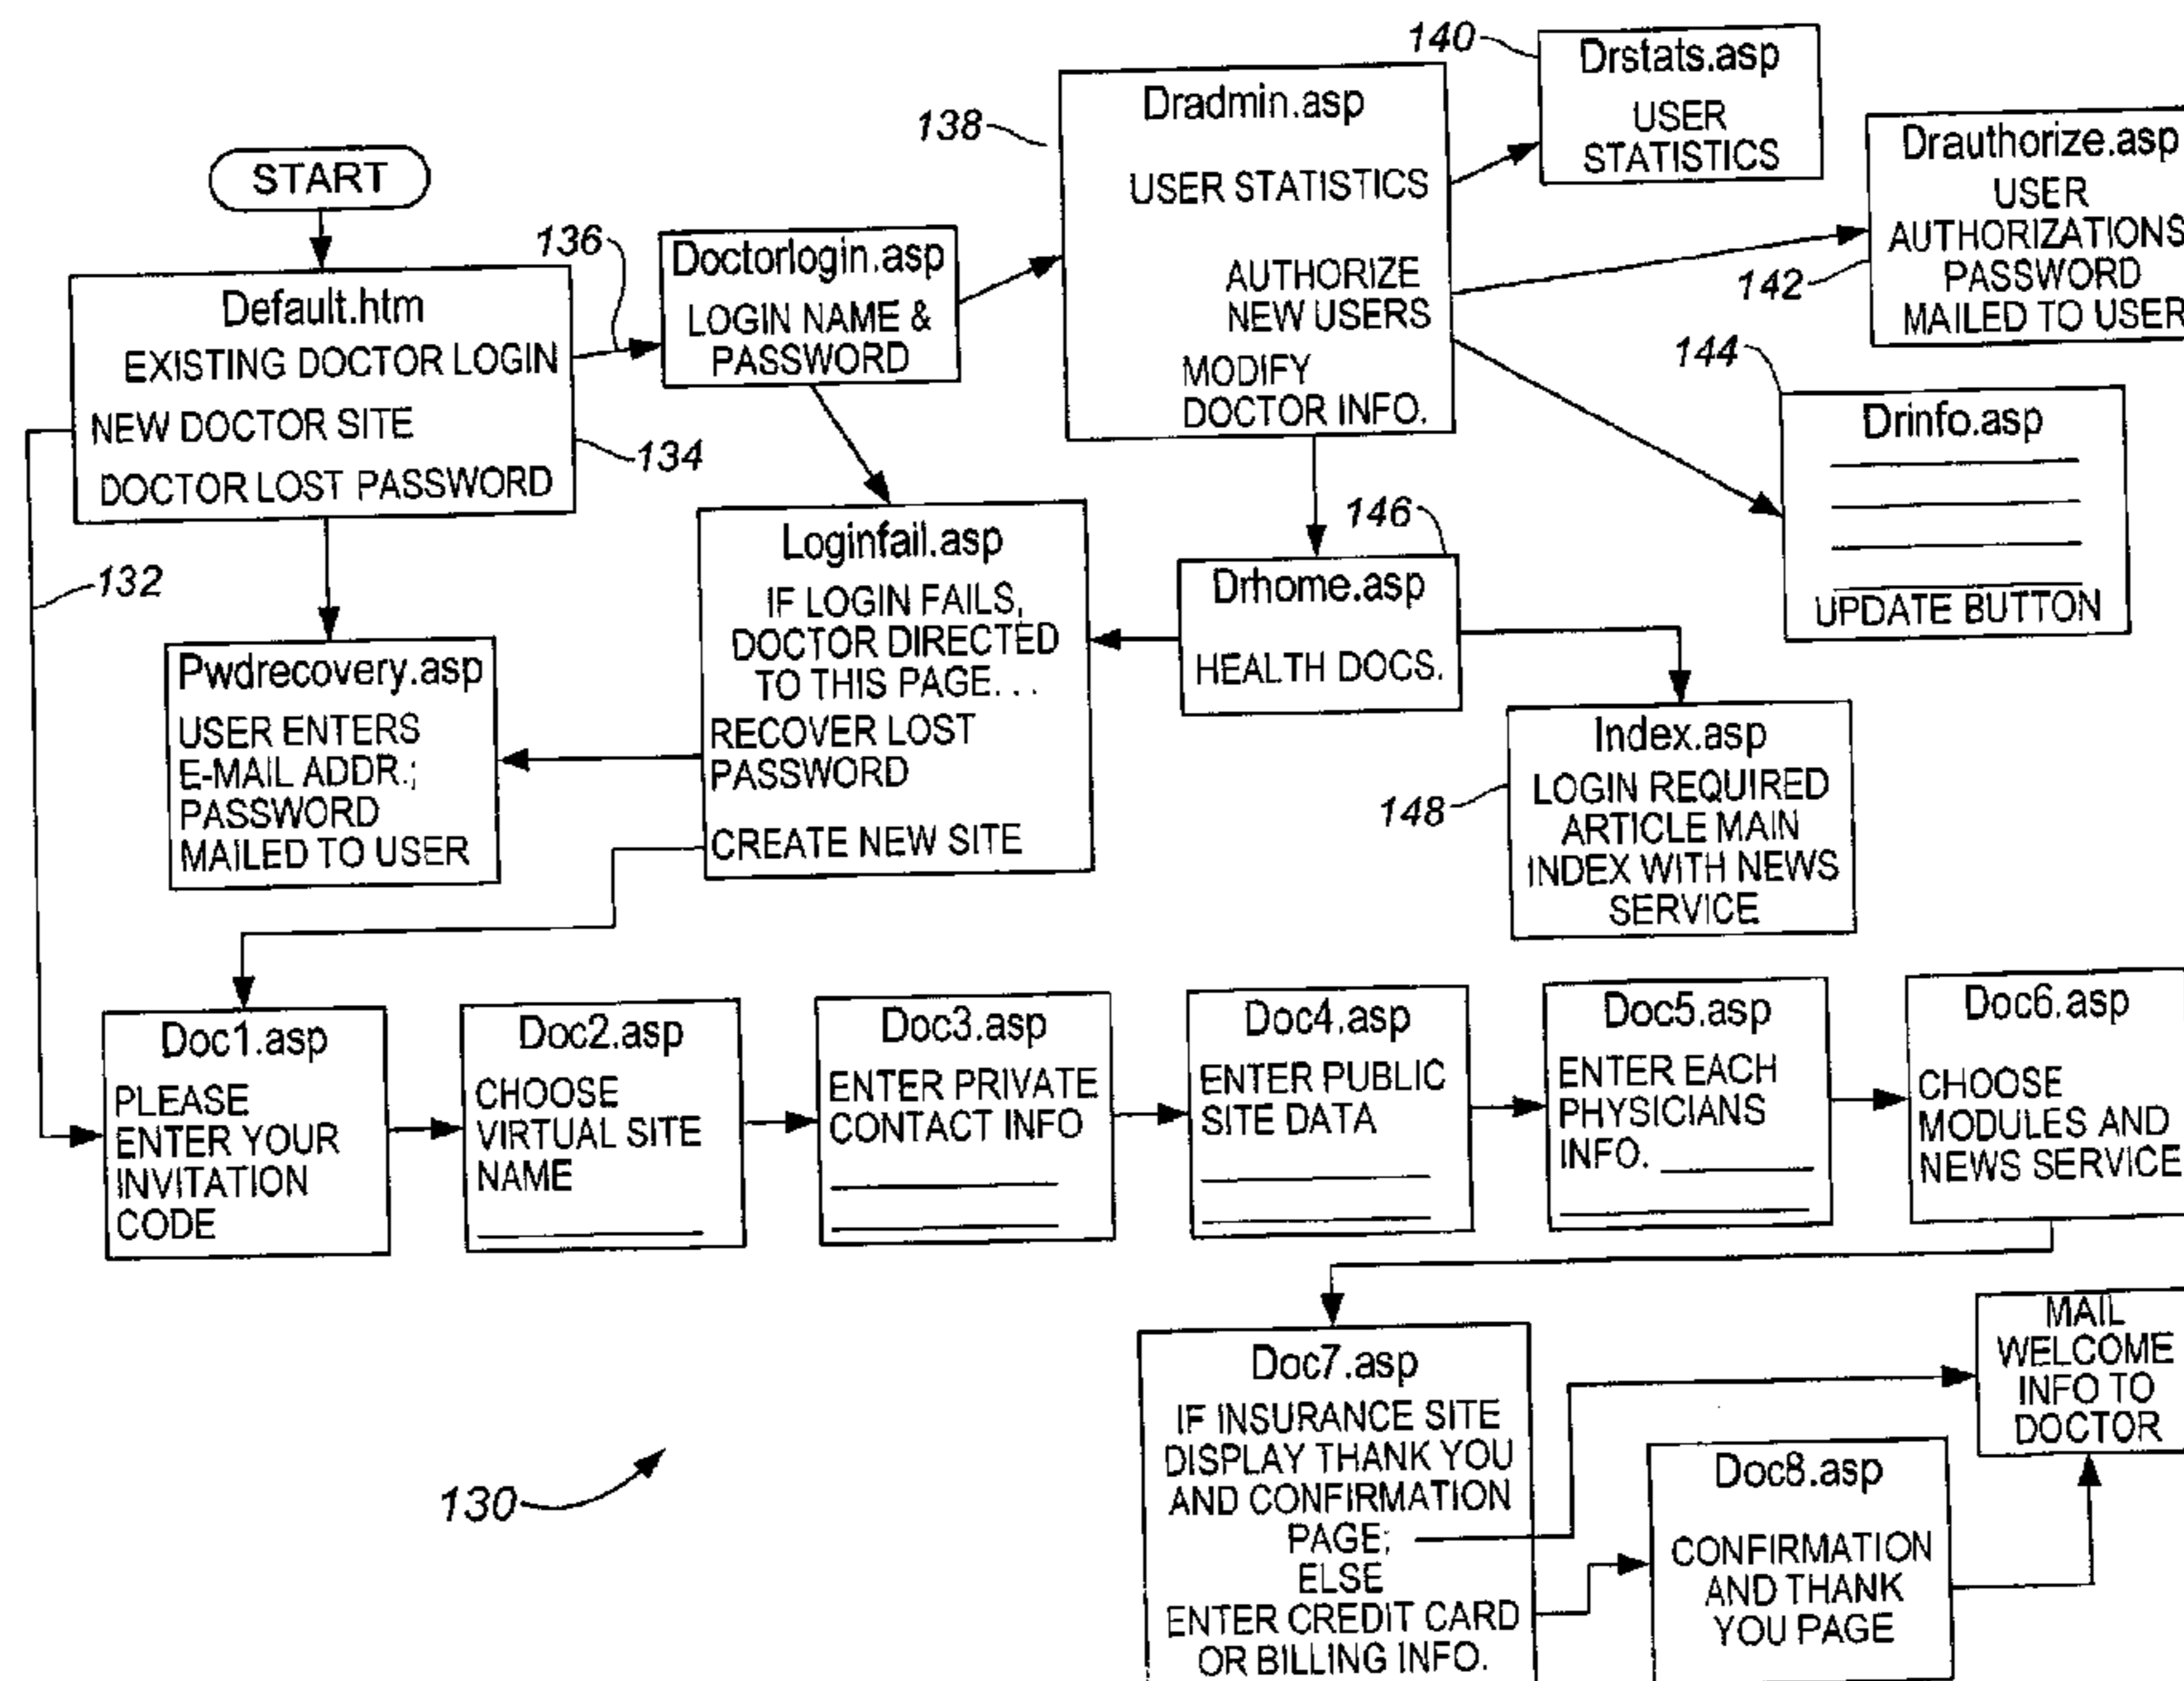 START
Default.htm
EXISTING DOCTOR LOGIN
NEW DOCTOR SITE
DOCTOR LOST PASSWORD
132
134
136
Doctorlogin.asp
LOGIN NAME &
PASSWORD
138
Dradmin.asp
USER STATISTICS
AUTHORIZE
NEW USERS
MODIFY
DOCTOR INFO.
140
Drstats.asp
USER
STATISTICS
142
Drauthorize.asp
USER
AUTHORIZATIONS
PASSWORD
MAILED TO USER
144
Drinfo.asp
UPDATE BUTTON
Pwdrecovery.asp
USER ENTERS
E-MAIL ADDR.;
PASSWORD
MAILED TO USER
Loginfail.asp
IF LOGIN FAILS,
DOCTOR DIRECTED
TO THIS PAGE...
RECOVER LOST
PASSWORD
CREATE NEW SITE
146
Drhome.asp
HEALTH DOCS.
148
Index.asp
LOGIN REQUIRED
ARTICLE MAIN
INDEX WITH NEWS
SERVICE
Doc1.asp
PLEASE
ENTER YOUR
INVITATION
CODE
Doc2.asp
CHOOSE
VIRTUAL SITE
NAME
Doc3.asp
ENTER PRIVATE
CONTACT INFO
Doc4.asp
ENTER PUBLIC
SITE DATA
Doc5.asp
ENTER EACH
PHYSICIANS
INFO.
Doc6.asp
CHOOSE
MODULES AND
NEWS SERVICE
Doc7.asp
IF INSURANCE SITE
DISPLAY THANK YOU
AND CONFIRMATION
PAGE;
ELSE
ENTER CREDIT CARD
OR BILLING INFO.
Doc8.asp
CONFIRMATION
AND THANK
YOU PAGE
MAIL
WELCOME
INFO TO
DOCTOR
130